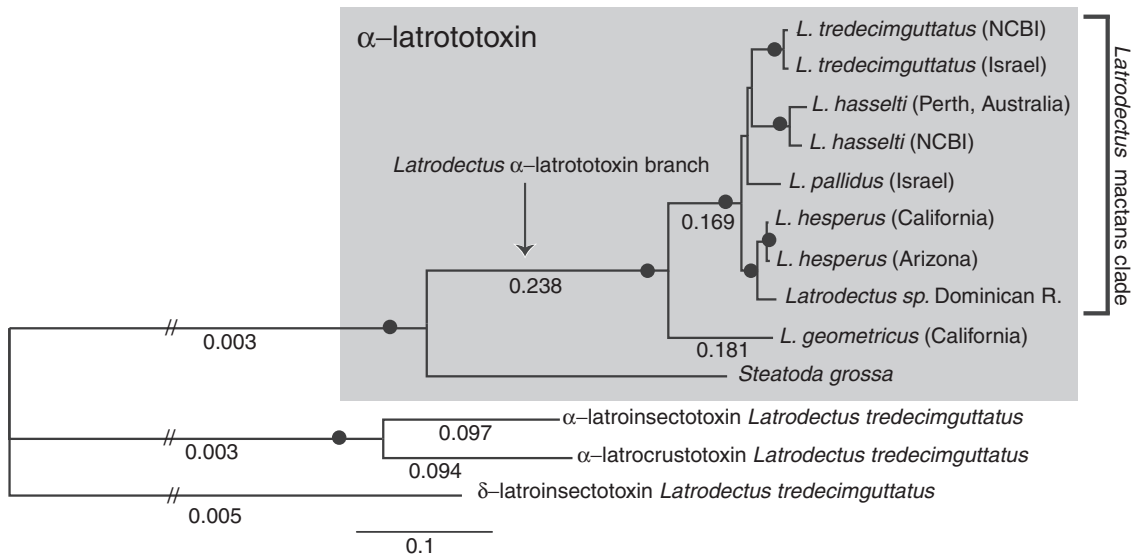 α–latrototoxin
L. tredecimguttatus (NCBI)
L. tredecimguttatus (Israel)
L. hasselti (Perth, Australia)
L. hasselti (NCBI)
Latrodectus α–latrototoxin branch
L. pallidus (Israel)
0.169
L. hesperus (California)
L. hesperus (Arizona)
0.238
Latrodectus sp. Dominican R.
Latrodectus mactans clade
0.003
L. geometricus (California)
0.181
Steatoda grossa
α–latroinsectotoxin Latrodectus tredecimguttatus
0.097
0.003
α–latrocrustotoxin Latrodectus tredecimguttatus
0.094
δ–latroinsectotoxin Latrodectus tredecimguttatus
0.005
0.1